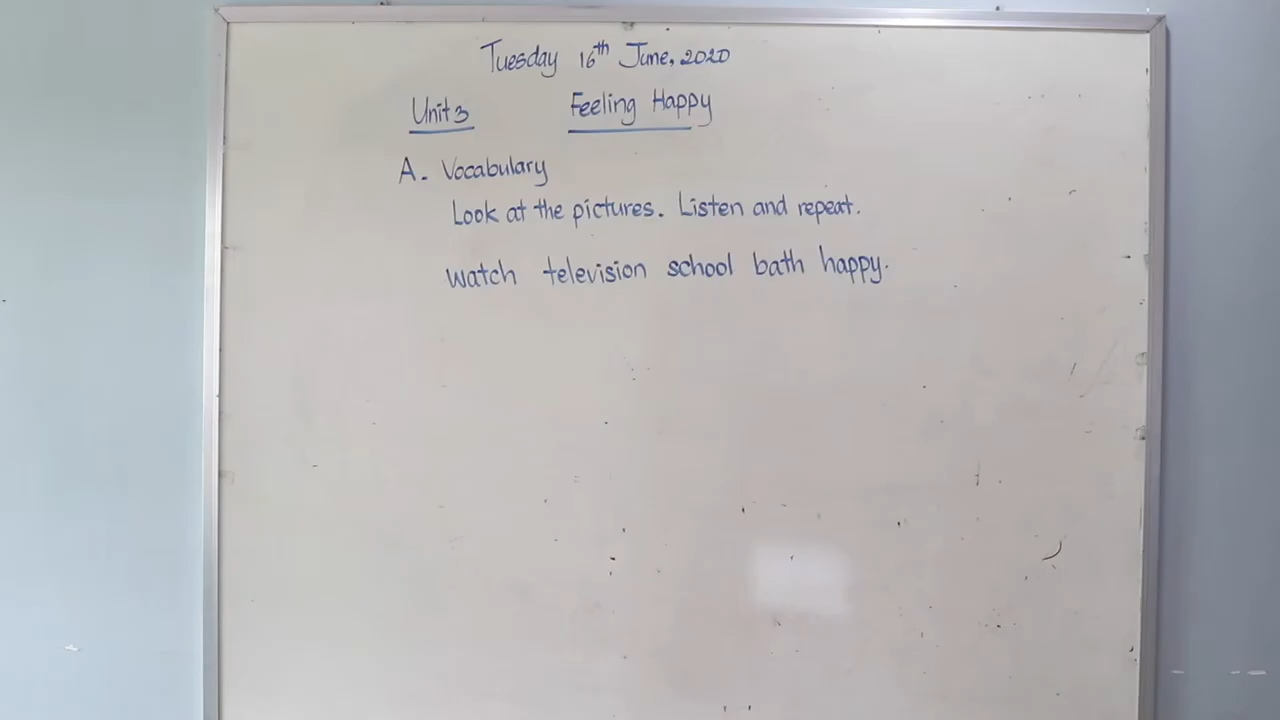 Tuesday 16th June, 2020
Unit 3 Feeling Happy
A. Vocabulary
Look at the pictures. Listen and repeat.
watch television school bath happy.